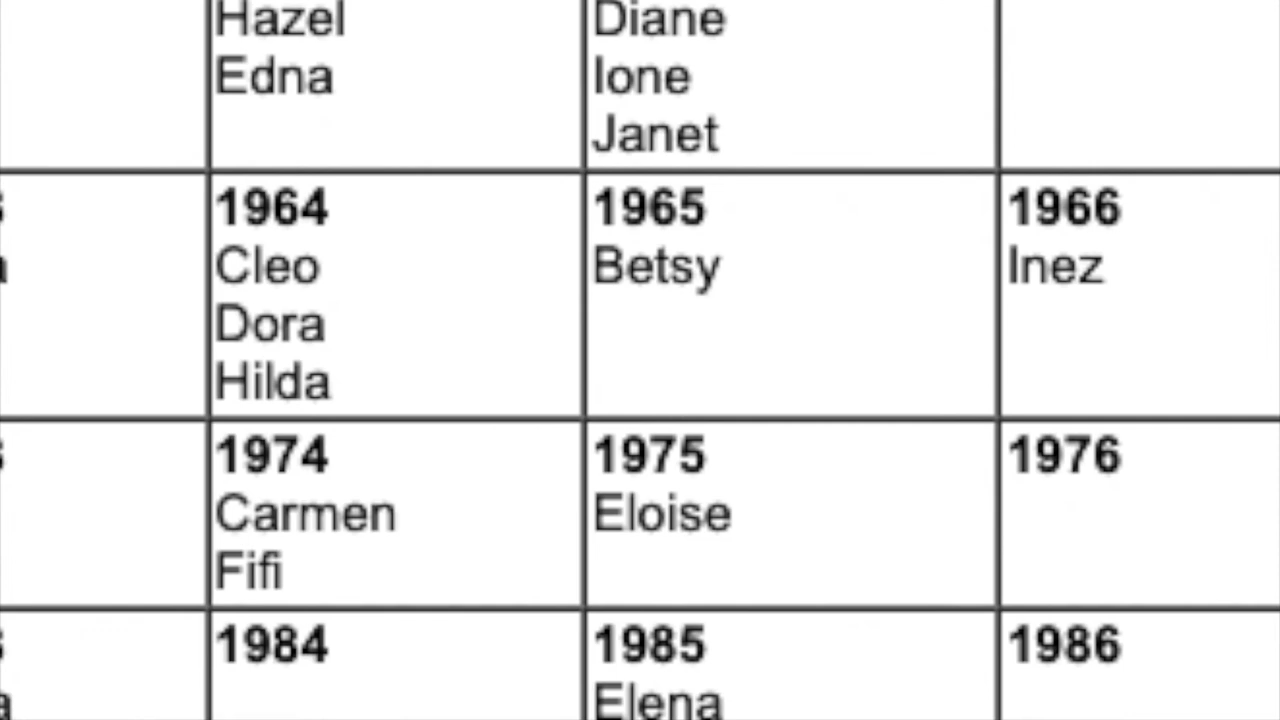 Hazel
Edna
Diane
Ione
Janet
1964
Cleo
Dora
Hilda
1965
Betsy
1966
Inez
1974
Carmen
Fifi
1975
Eloise
1976
1984
1985
Elena
1986